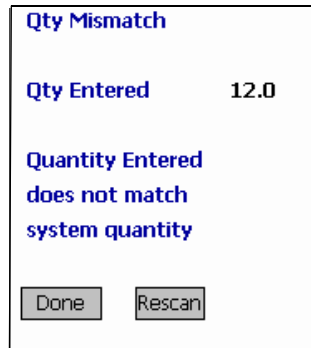 Qty Mismatch
Qty Entered 12.0
Quantity Entered
does not match
system quantity
Done Rescan